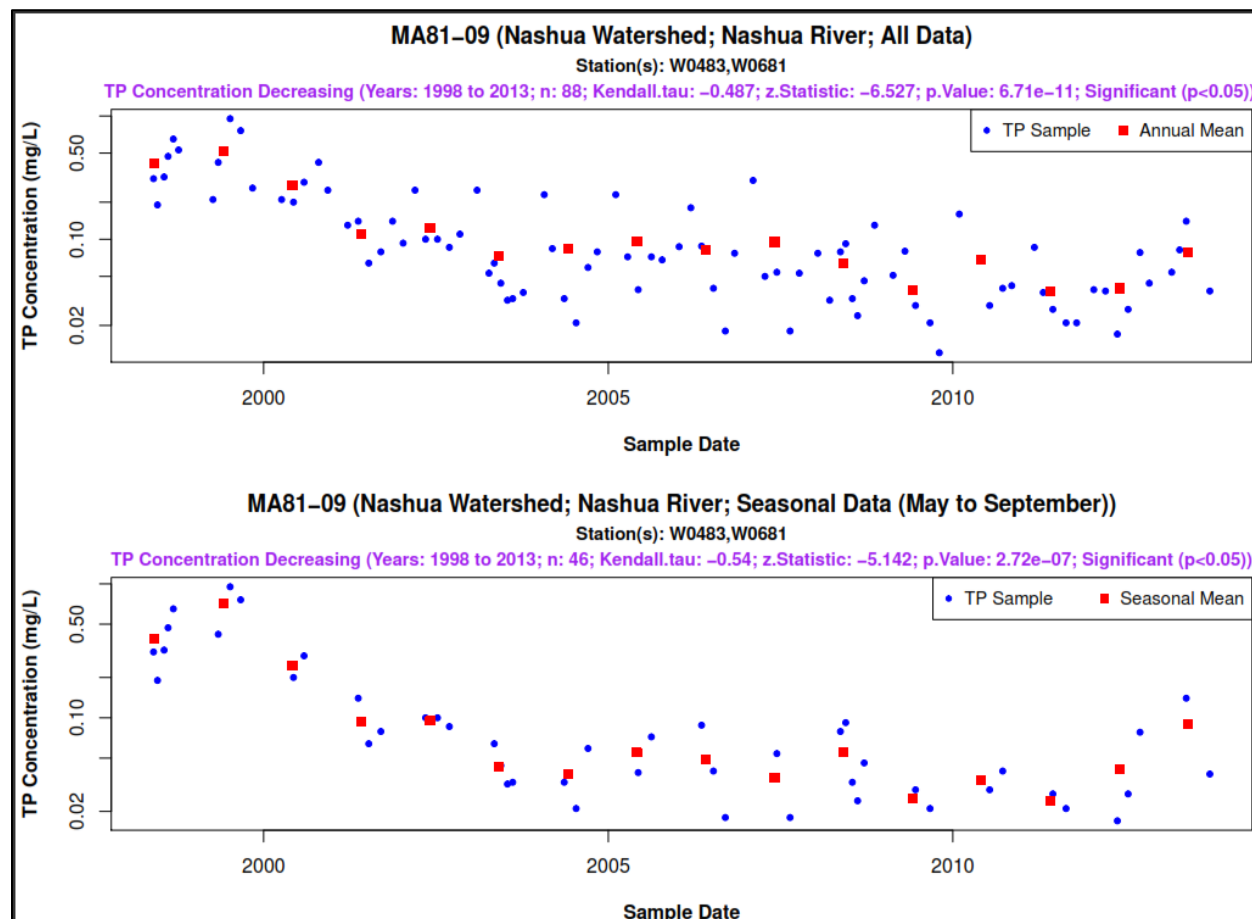 MA81−09 (Nashua Watershed; Nashua River; All Data)
Station(s): W0483,W0681
TP Concentration Decreasing (Years: 1998 to 2013; n: 88; Kendall.tau: −0.487; z.Statistic: −6.527; p.Value: 6.71e−11; Significant (p<0.05))
TP Sample Annual Mean
TP Concentration (mg/L)
0.50
0.10
0.02
2000 2005 2010
Sample Date
MA81−09 (Nashua Watershed; Nashua River; Seasonal Data (May to September))
Station(s): W0483,W0681
TP Concentration Decreasing (Years: 1998 to 2013; n: 46; Kendall.tau: −0.54; z.Statistic: −5.142; p.Value: 2.72e−07; Significant (p<0.05))
TP Sample Seasonal Mean
TP Concentration (mg/L)
0.50
0.10
0.02
2000 2005 2010
Sample Date